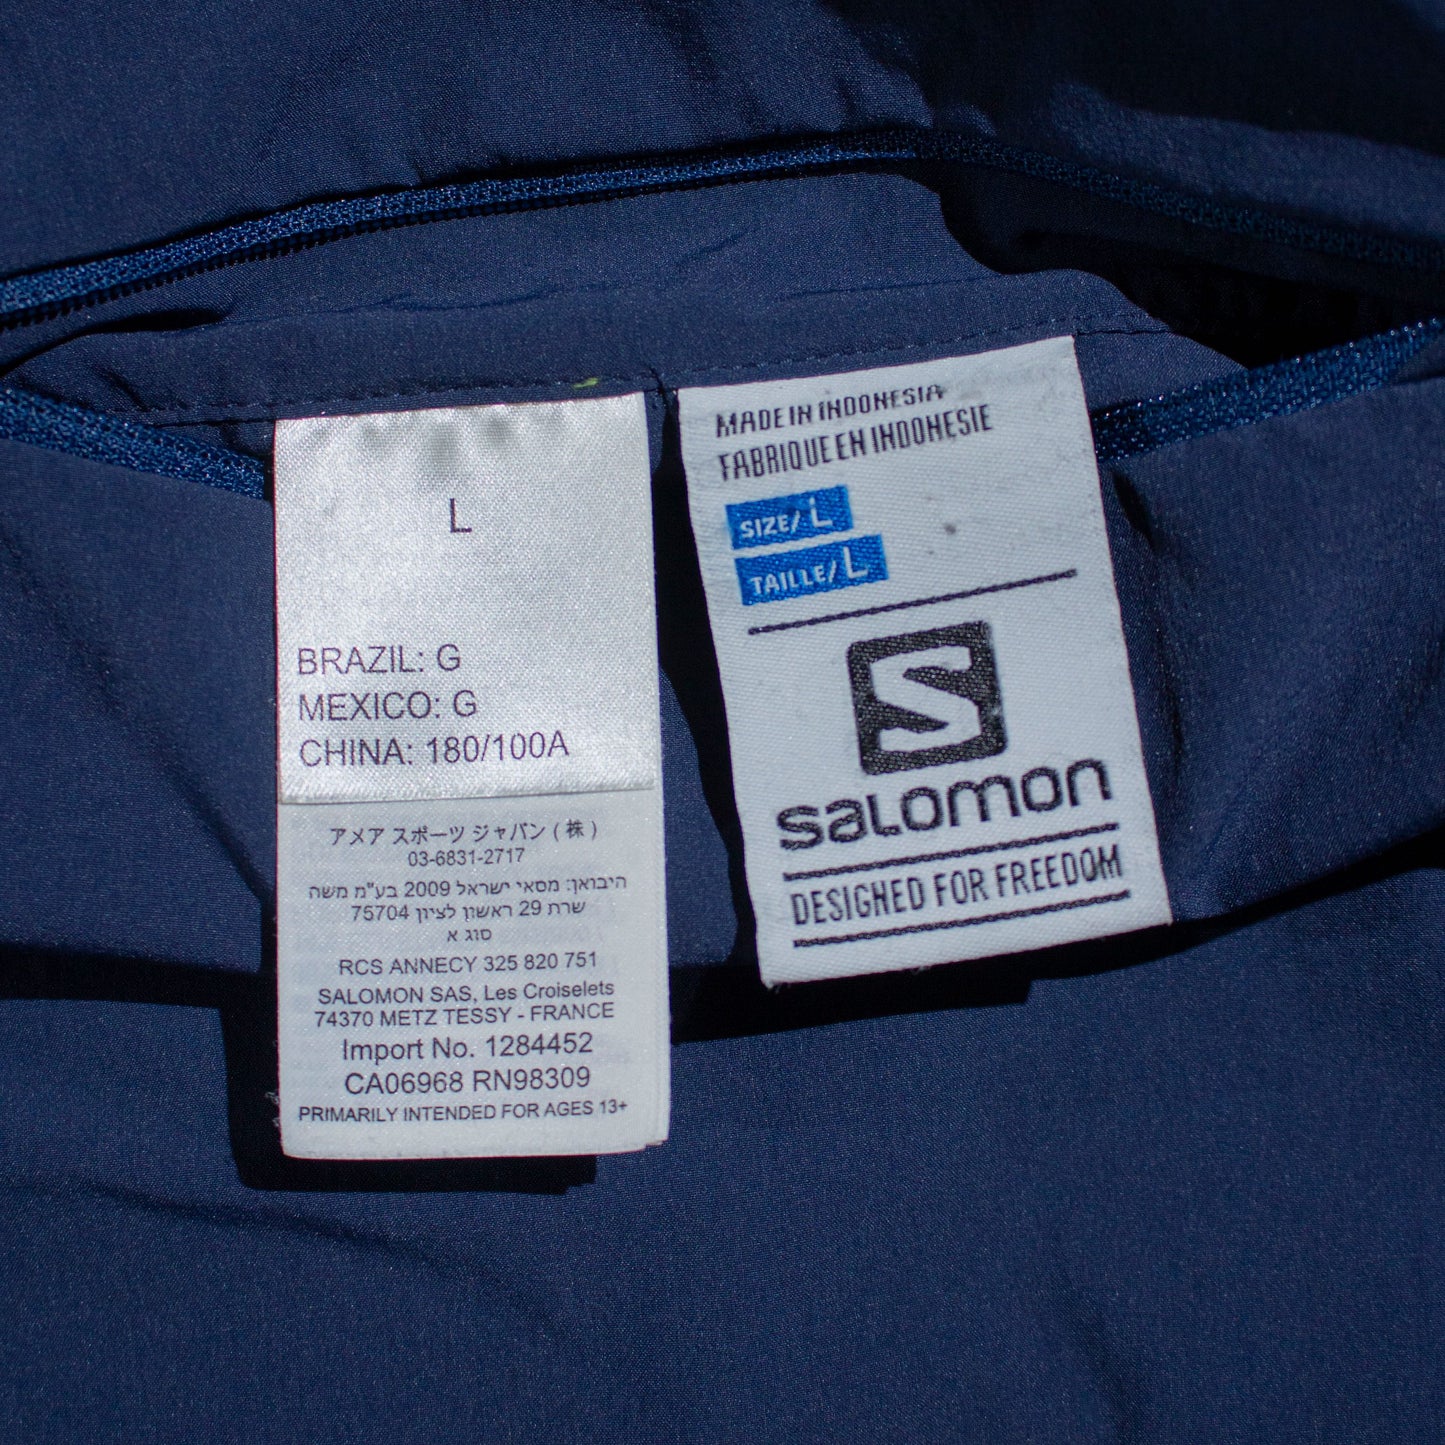 L
BRAZIL: G
MEXICO: G
CHINA: 180/100A
アメア スポーツ ジャパン ( 株 )
03-6831-2717
היבואן: מסאי ישראל 2009 בע"מ משה
שרת 29 ראשון לציון 75704
סוג א
RCS ANNECY 325 820 751
SALOMON SAS, Les Croiselets
74370 METZ TESSY - FRANCE
Import No. 1284452
CA06968 RN98309
PRIMARILY INTENDED FOR AGES 13+
MADE IN INDONESIA
FABRIQUE EN INDONESIE
SIZE/ L
TAILLE/ L
S
salomon
DESIGNED FOR FREEDOM